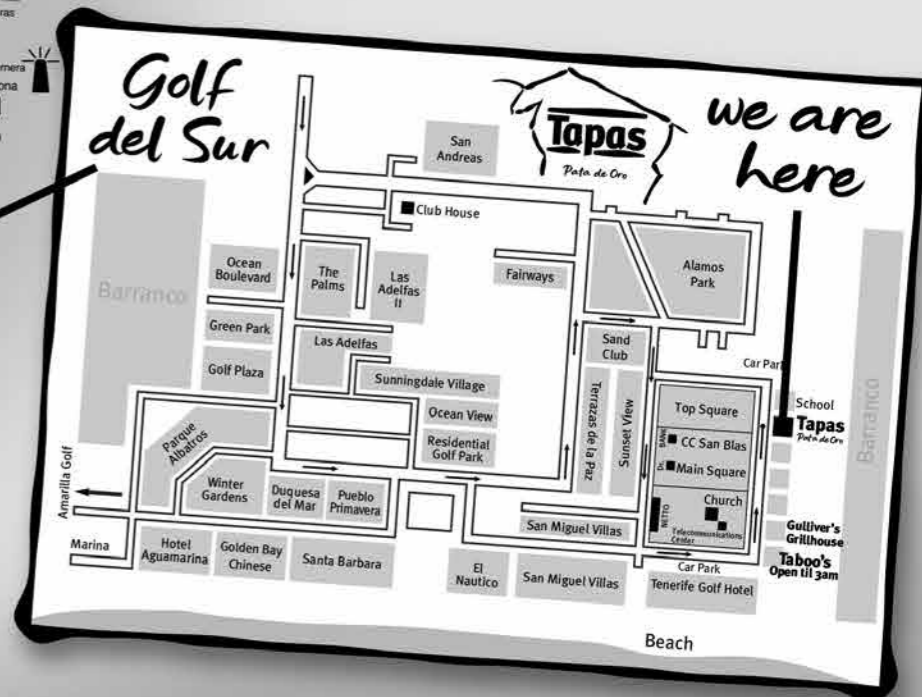 Golf
del Sur
Tapas
Pata de Oro
we are
here
San
Andreas
Club House
Barranco
Ocean
Boulevard
The
Palms
Las
Adelfas
II
Fairways
Alamos
Park
Green Park
Las Adelfas
Golf Plaza
Sunningdale Village
Ocean View
Residential
Golf Park
Sand
Club
Terrazas de la Paz
Sunset View
Car Park
Top Square
BANK
CC San Blas
Main Square
Church
NETTO
Telecommunications
Center
School
Tapas
Pata de Oro
Barranco
Gulliver's
Grillhouse
Taboo's
Open til 3am
Parque
Albatros
Winter
Gardens
Duquesa
del Mar
Pueblo
Primavera
Amarilla Golf
Marina
Hotel
Aguamarina
Golden Bay
Chinese
Santa Barbara
El
Nautico
San Miguel Villas
San Miguel Villas
Car Park
Tenerife Golf Hotel
Beach